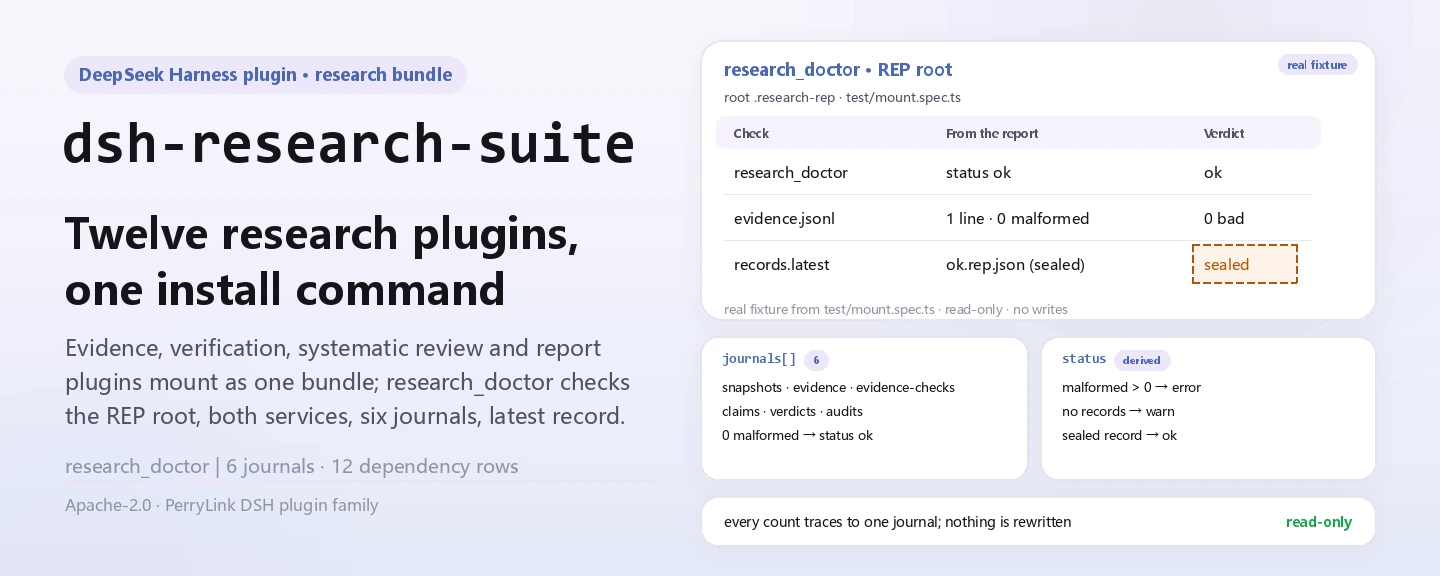 DeepSeek Harness plugin • research bundle
dsh-research-suite
Twelve research plugins,
one install command
Evidence, verification, systematic review and report
plugins mount as one bundle; research_doctor checks
the REP root, both services, six journals, latest record.
research_doctor | 6 journals · 12 dependency rows
Apache-2.0 · PerryLink DSH plugin family
research_doctor • REP root
real fixture
root .research-rep · test/mount.spec.ts
Check From the report Verdict
research_doctor status ok ok
evidence.jsonl 1 line · 0 malformed 0 bad
records.latest ok.rep.json (sealed) sealed
real fixture from test/mount.spec.ts · read-only · no writes
journals[] 6
snapshots · evidence · evidence-checks
claims · verdicts · audits
0 malformed → status ok
status derived
malformed > 0 → error
no records → warn
sealed record → ok
every count traces to one journal; nothing is rewritten
read-only